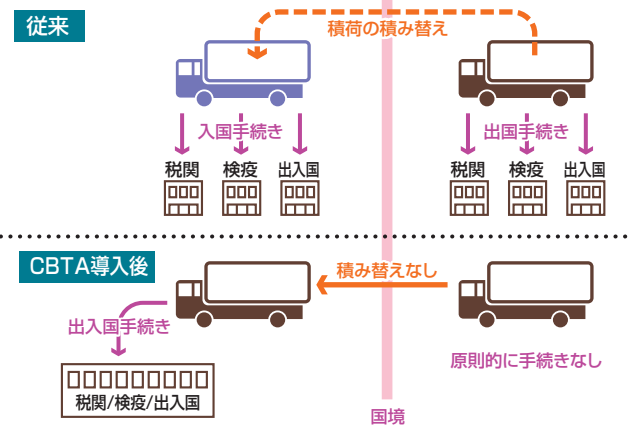 従来
積荷の積み替え
入国手続き
出国手続き
税関 検疫 出入国
税関 検疫 出入国
CBTA導入後
積み替えなし
出入国手続き
原則的に手続きなし
税関/検疫/出入国
国境